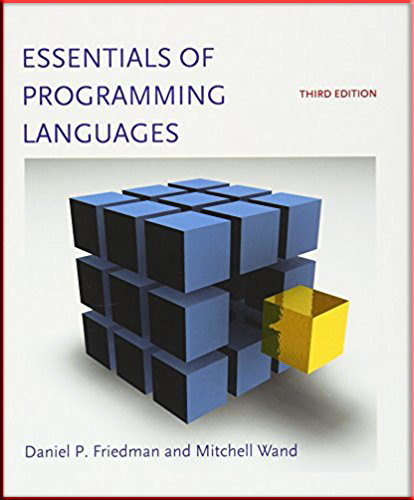 ESSENTIALS OF
PROGRAMMING
LANGUAGES
THIRD EDITION
Daniel P. Friedman and Mitchell Wand